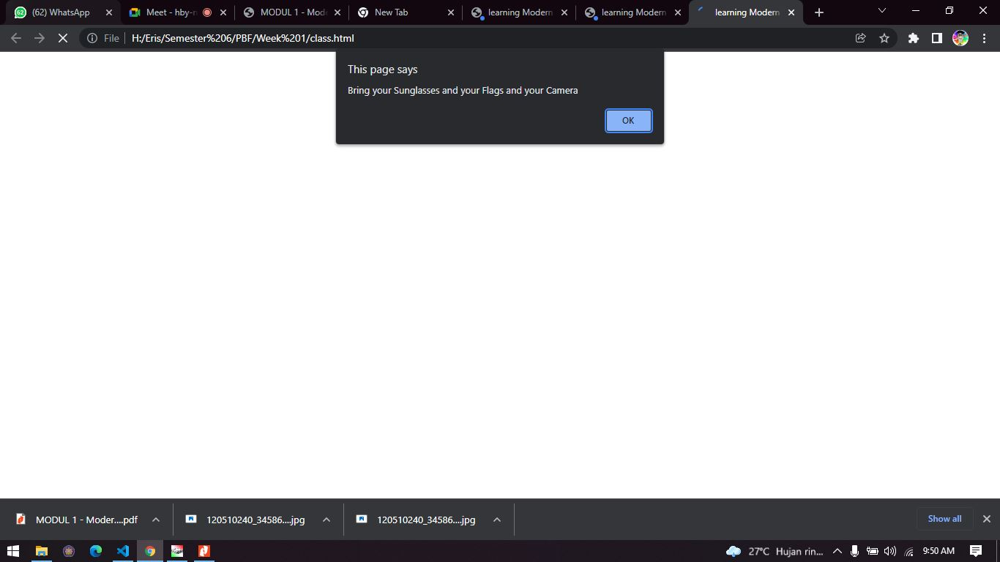 (62) WhatsApp
Meet - hby-n
MODUL 1 - Mode
New Tab
learning Modern
learning Modern
learning Modern
File
H:/Eris/Semester%206/PBF/Week%201/class.html
This page says
Bring your Sunglasses and your Flags and your Camera
OK
MODUL 1 - Moder....pdf
120510240_34586....jpg
120510240_34586....jpg
Show all
27°C Hujan rin...
9:50 AM